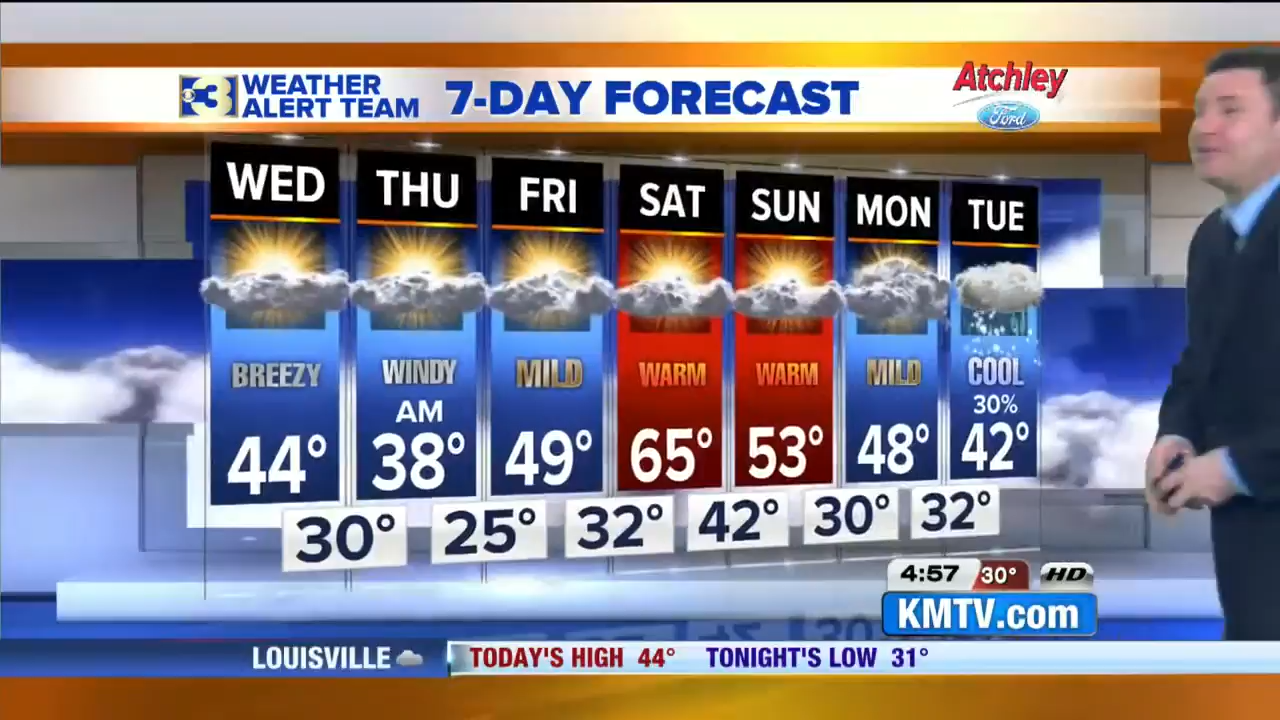 3 WEATHER
ALERT TEAM
7-DAY FORECAST
Atchley
Ford
WED THU FRI SAT SUN MON TUE
BREEZY WINDY MILD WARM WARM MILD COOL
AM 30%
44° 38° 49° 65° 53° 48° 42°
30° 25° 32° 42° 30° 32°
4:57 30° HD
KMTV.com
LOUISVILLE TODAY'S HIGH 44° TONIGHT'S LOW 31°